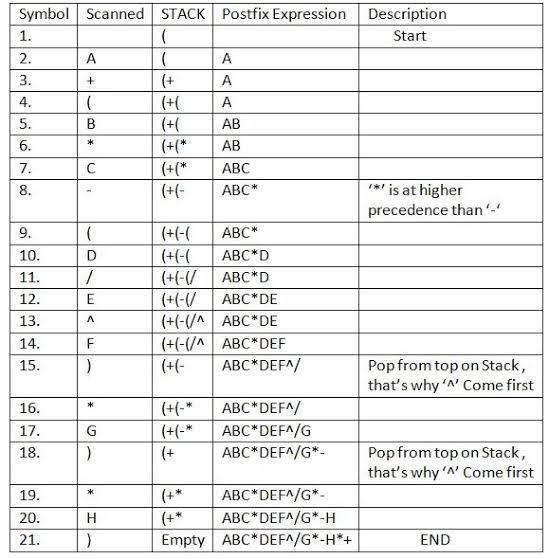 Symbol Scanned STACK Postfix Expression Description
1. ( Start
2. A ( A
3. + (+ A
4. ( (+( A
5. B (+( AB
6. * (+(* AB
7. C (+(* ABC
8. - (+(- ABC* ‘*’ is at higher
precedence than ‘-‘
9. ( (+(-( ABC*
10. D (+(-( ABC*D
11. / (+(-(/ ABC*D
12. E (+(-(/ ABC*DE
13. ^ (+(-(/^ ABC*DE
14. F (+(-(/^ ABC*DEF
15. ) (+(- ABC*DEF^/ Pop from top on Stack ,
that’s why ‘^’ Come first
16. * (+(-* ABC*DEF^/
17. G (+(-* ABC*DEF^/G
18. ) (+ ABC*DEF^/G*- Pop from top on Stack ,
that’s why ‘^’ Come first
19. * (+* ABC*DEF^/G*-
20. H (+* ABC*DEF^/G*-H
21. ) Empty ABC*DEF^/G*-H*+ END